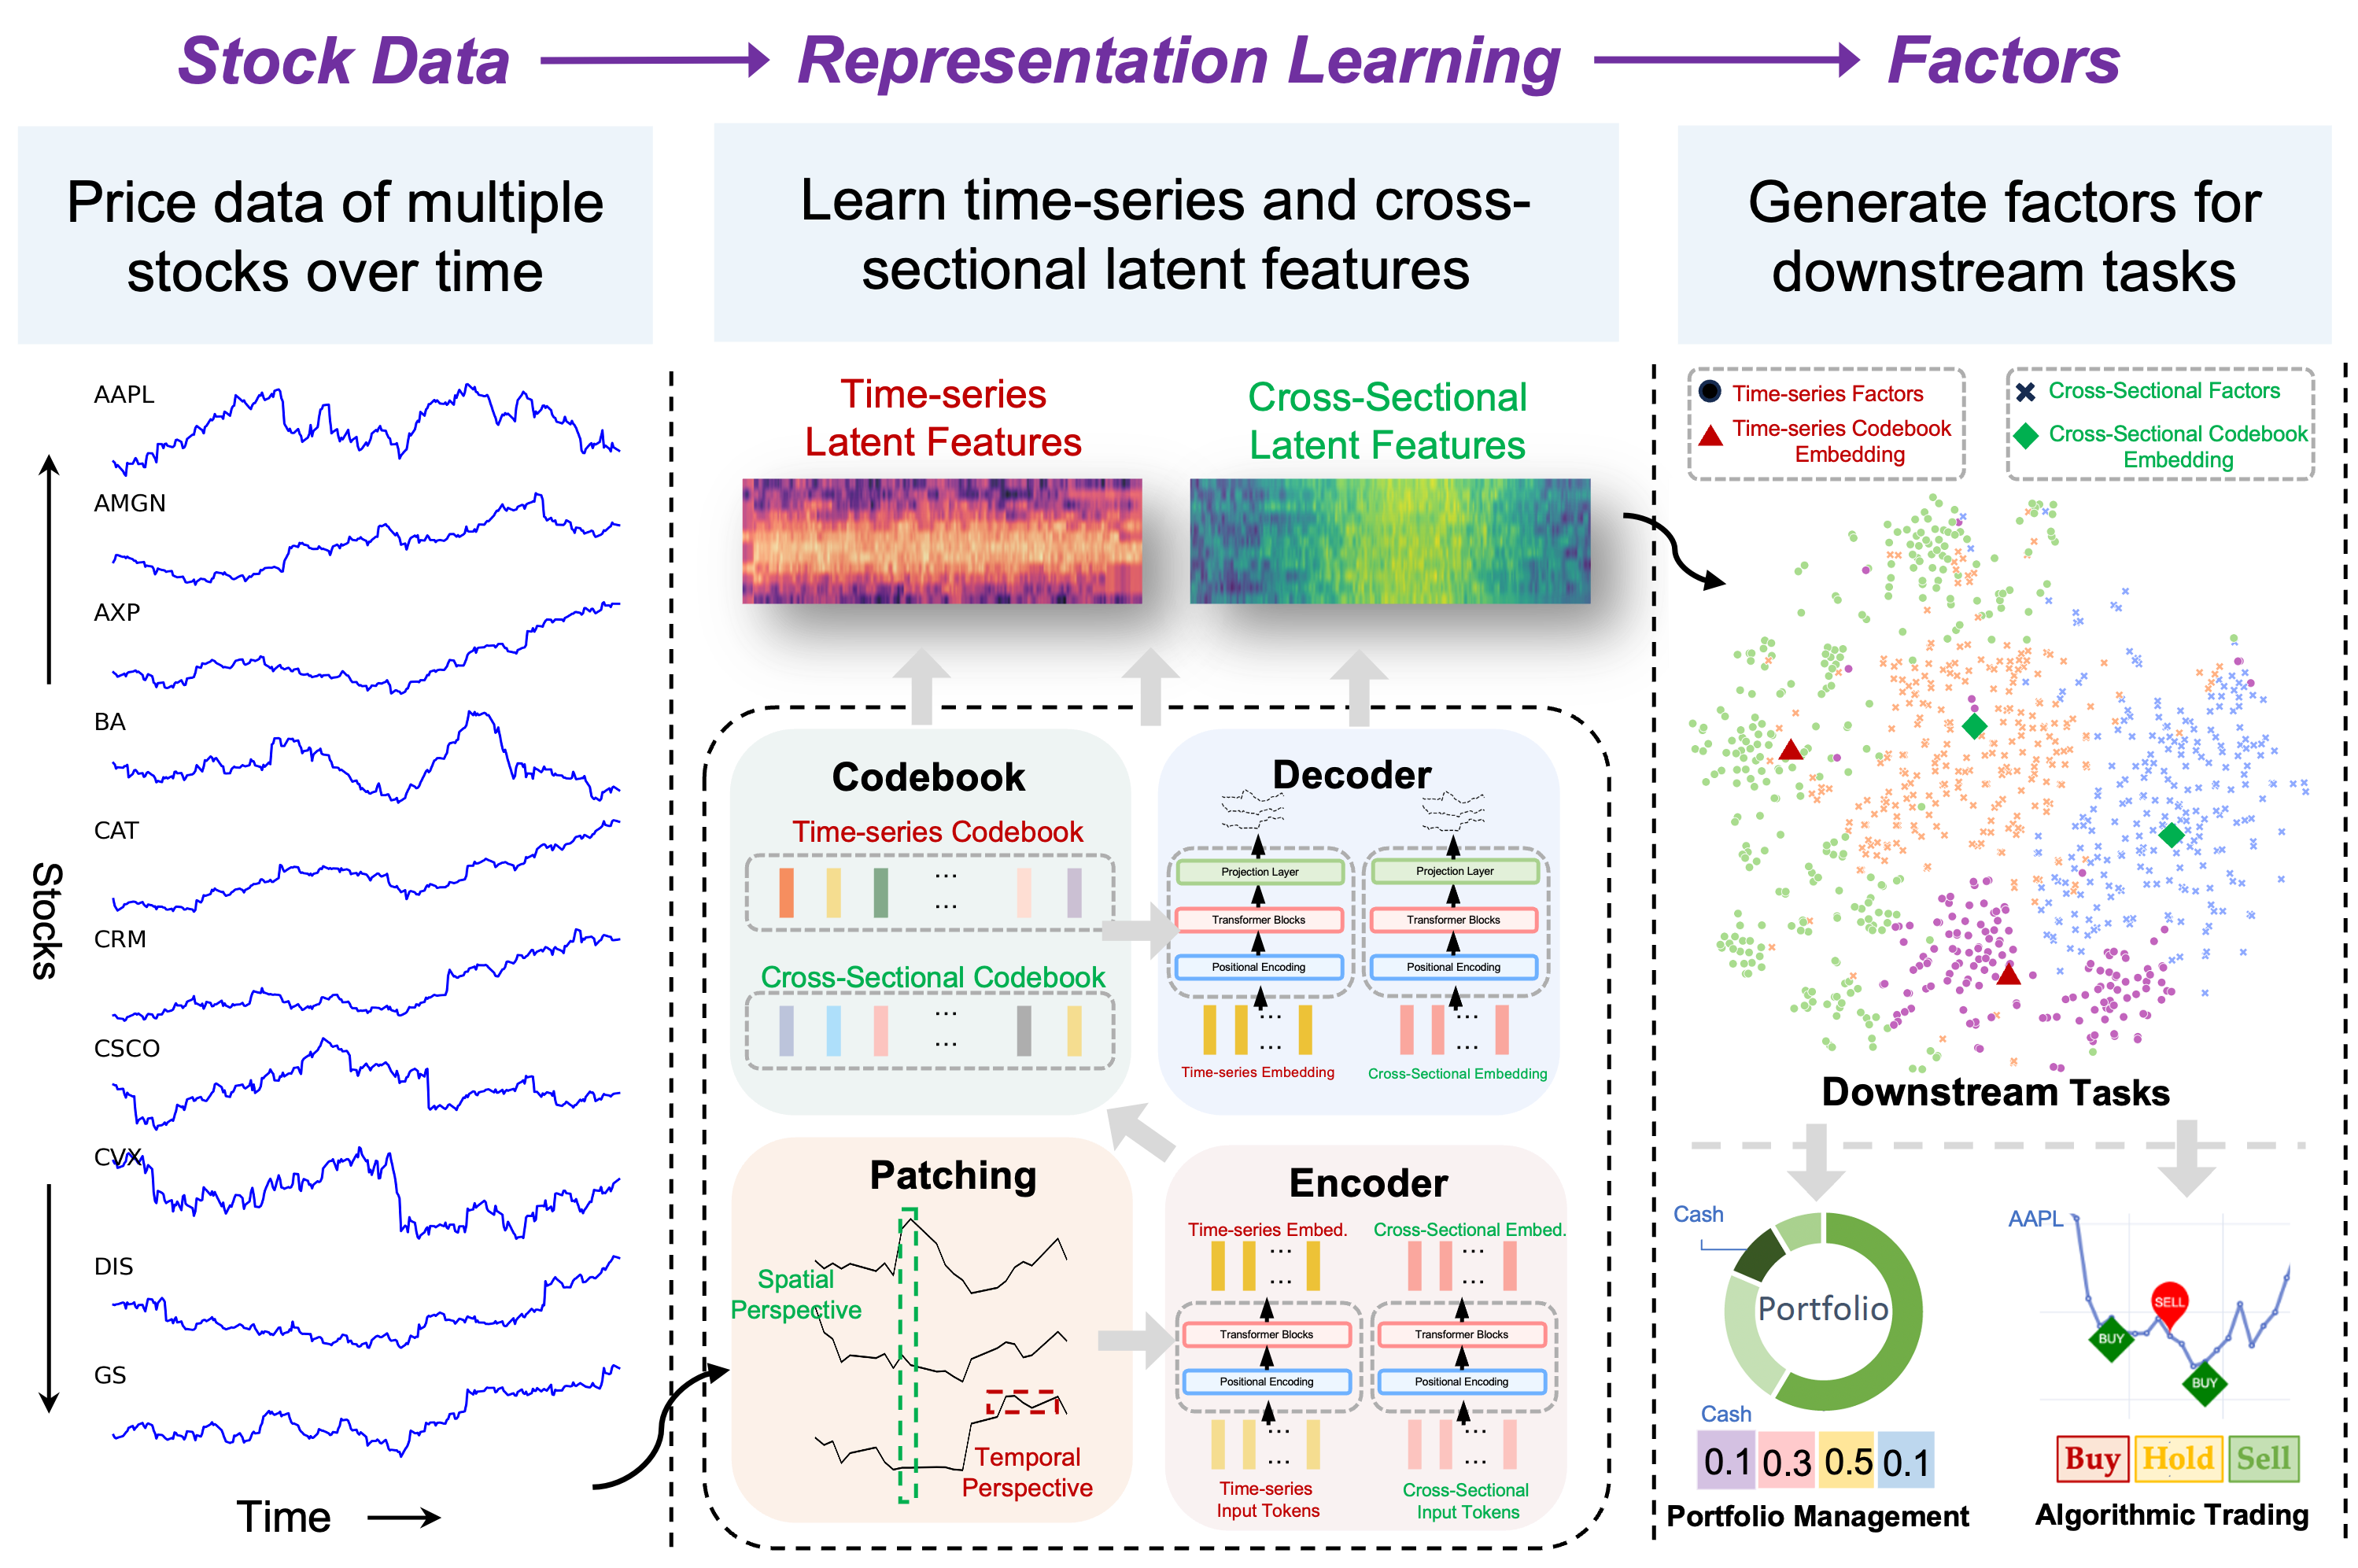 Stock Data
Representation Learning
Factors
Price data of multiple
stocks over time
Learn time-series and cross-
sectional latent features
Generate factors for
downstream tasks
AAPL
AMGN
AXP
BA
CAT
CRM
CSCO
CVX
DIS
GS
Stocks
Time
Time-series
Latent Features
Cross-Sectional
Latent Features
Codebook
Time-series Codebook
...
...
Cross-Sectional Codebook
...
...
Decoder
Projection Layer
Transformer Blocks
Positional Encoding
...
...
Time-series Embedding
Projection Layer
Transformer Blocks
Positional Encoding
...
...
Cross-Sectional Embedding
Patching
Spatial
Perspective
Temporal
Perspective
Encoder
Time-series Embed.
...
...
Transformer Blocks
Positional Encoding
...
...
Time-series
Input Tokens
Cross-Sectional Embed.
...
...
Transformer Blocks
Positional Encoding
...
...
Cross-Sectional
Input Tokens
Time-series Factors
Time-series Codebook
Embedding
Cross-Sectional Factors
Cross-Sectional Codebook
Embedding
Downstream Tasks
Cash
Portfolio
Cash
0.1 0.3 0.5 0.1
Portfolio Management
AAPL
SELL
BUY
BUY
Buy Hold Sell
Algorithmic Trading